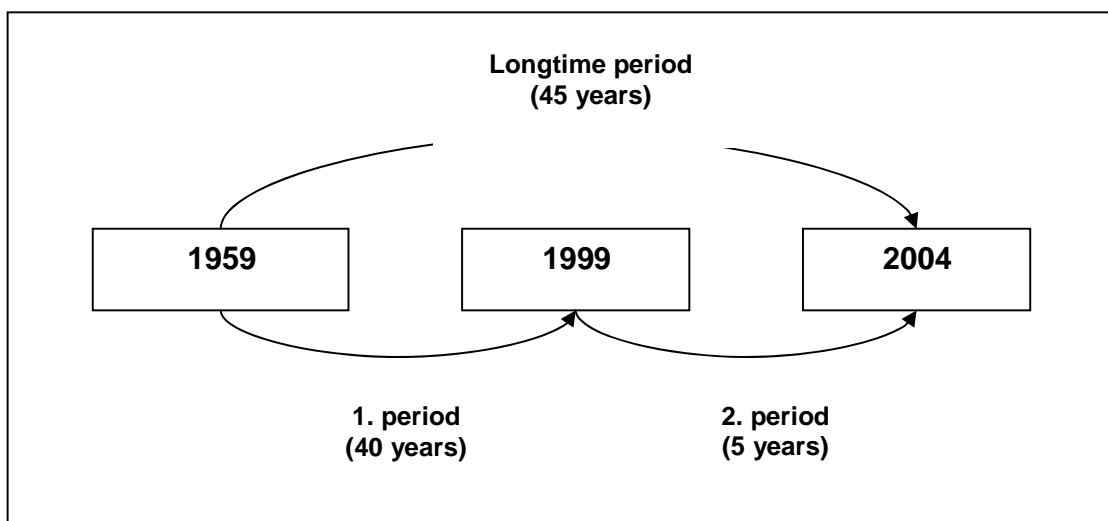 Longtime period
(45 years)
1959
1999
2004
1. period
(40 years)
2. period
(5 years)